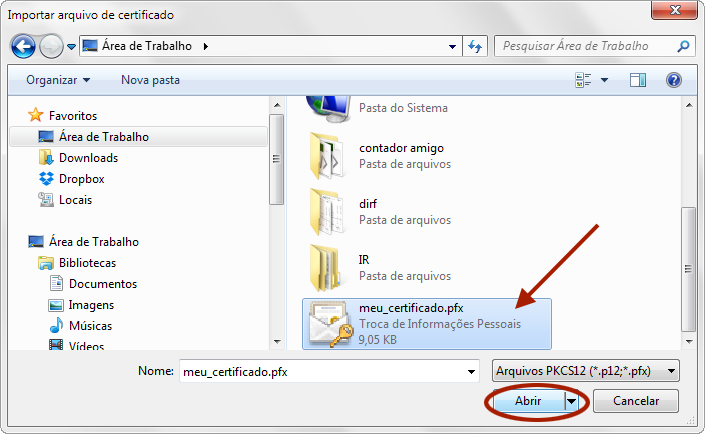 Importar arquivo de certificado
Área de Trabalho
Pesquisar Área de Trabalho
Organizar
Nova pasta
Favoritos
Área de Trabalho
Downloads
Dropbox
Locais
Área de Trabalho
Bibliotecas
Documentos
Imagens
Músicas
Vídeos
Pasta do Sistema
contador amigo
Pasta de arquivos
dirf
Pasta de arquivos
IR
Pasta de arquivos
meu_certificado.pfx
Troca de Informações Pessoais
9,05 KB
Nome: meu_certificado.pfx
Arquivos PKCS12 (*.p12;*.pfx)
Abrir
Cancelar